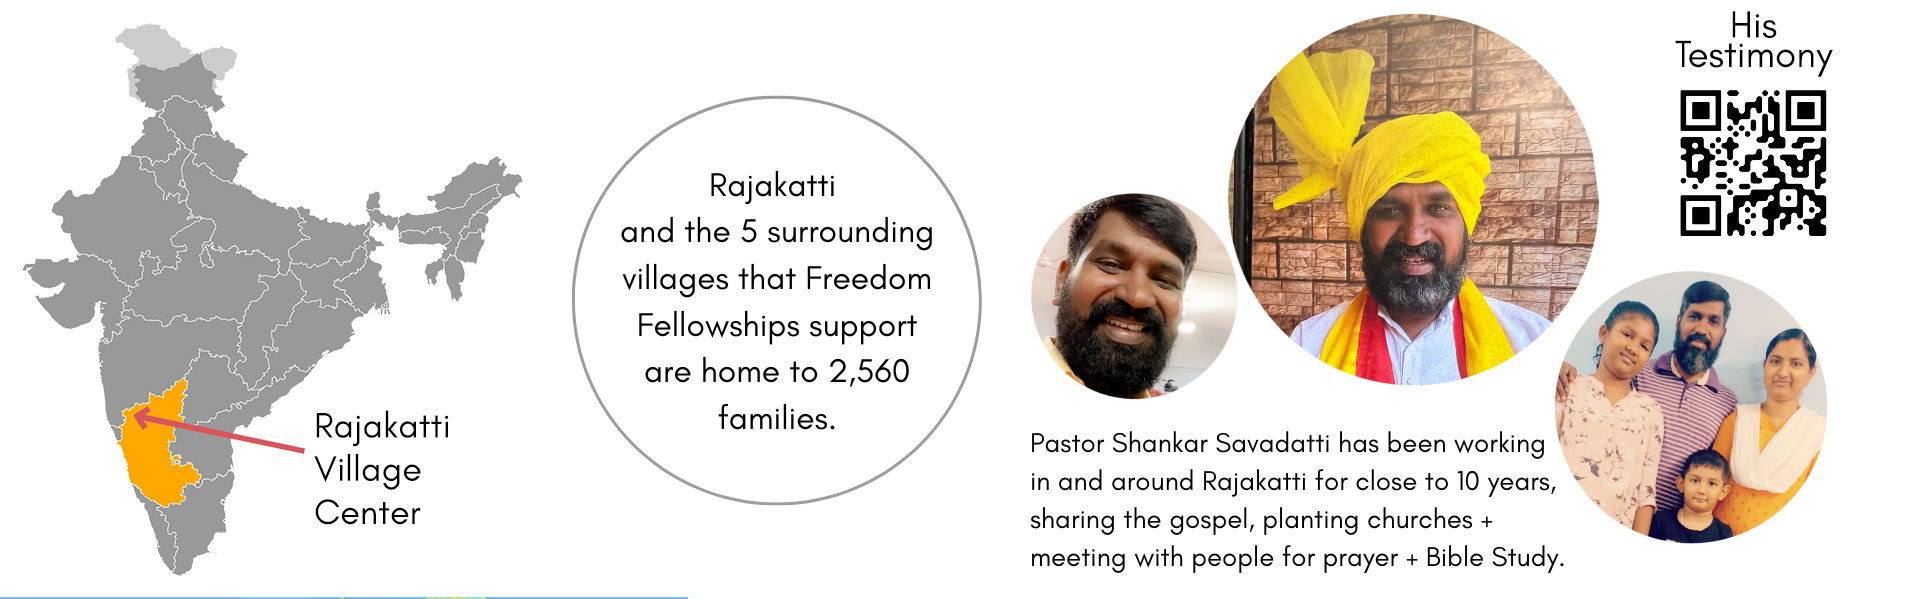 Rajakatti
Village
Center
Rajakatti
and the 5 surrounding
villages that Freedom
Fellowships support
are home to 2,560
families.
His
Testimony
Pastor Shankar Savadatti has been working
in and around Rajakatti for close to 10 years,
sharing the gospel, planting churches +
meeting with people for prayer + Bible Study.